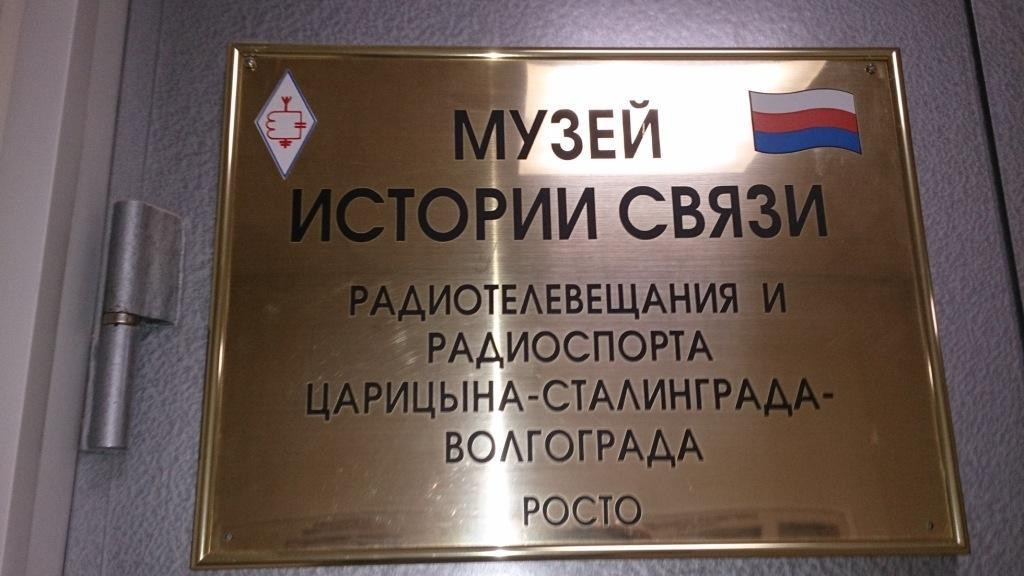 МУЗЕЙ
ИСТОРИИ СВЯЗИ
РАДИОТЕЛЕВЕЩАНИЯ И
РАДИОСПОРТА
ЦАРИЦЫНА-СТАЛИНГРАДА-
ВОЛГОГРАДА
РОСТО